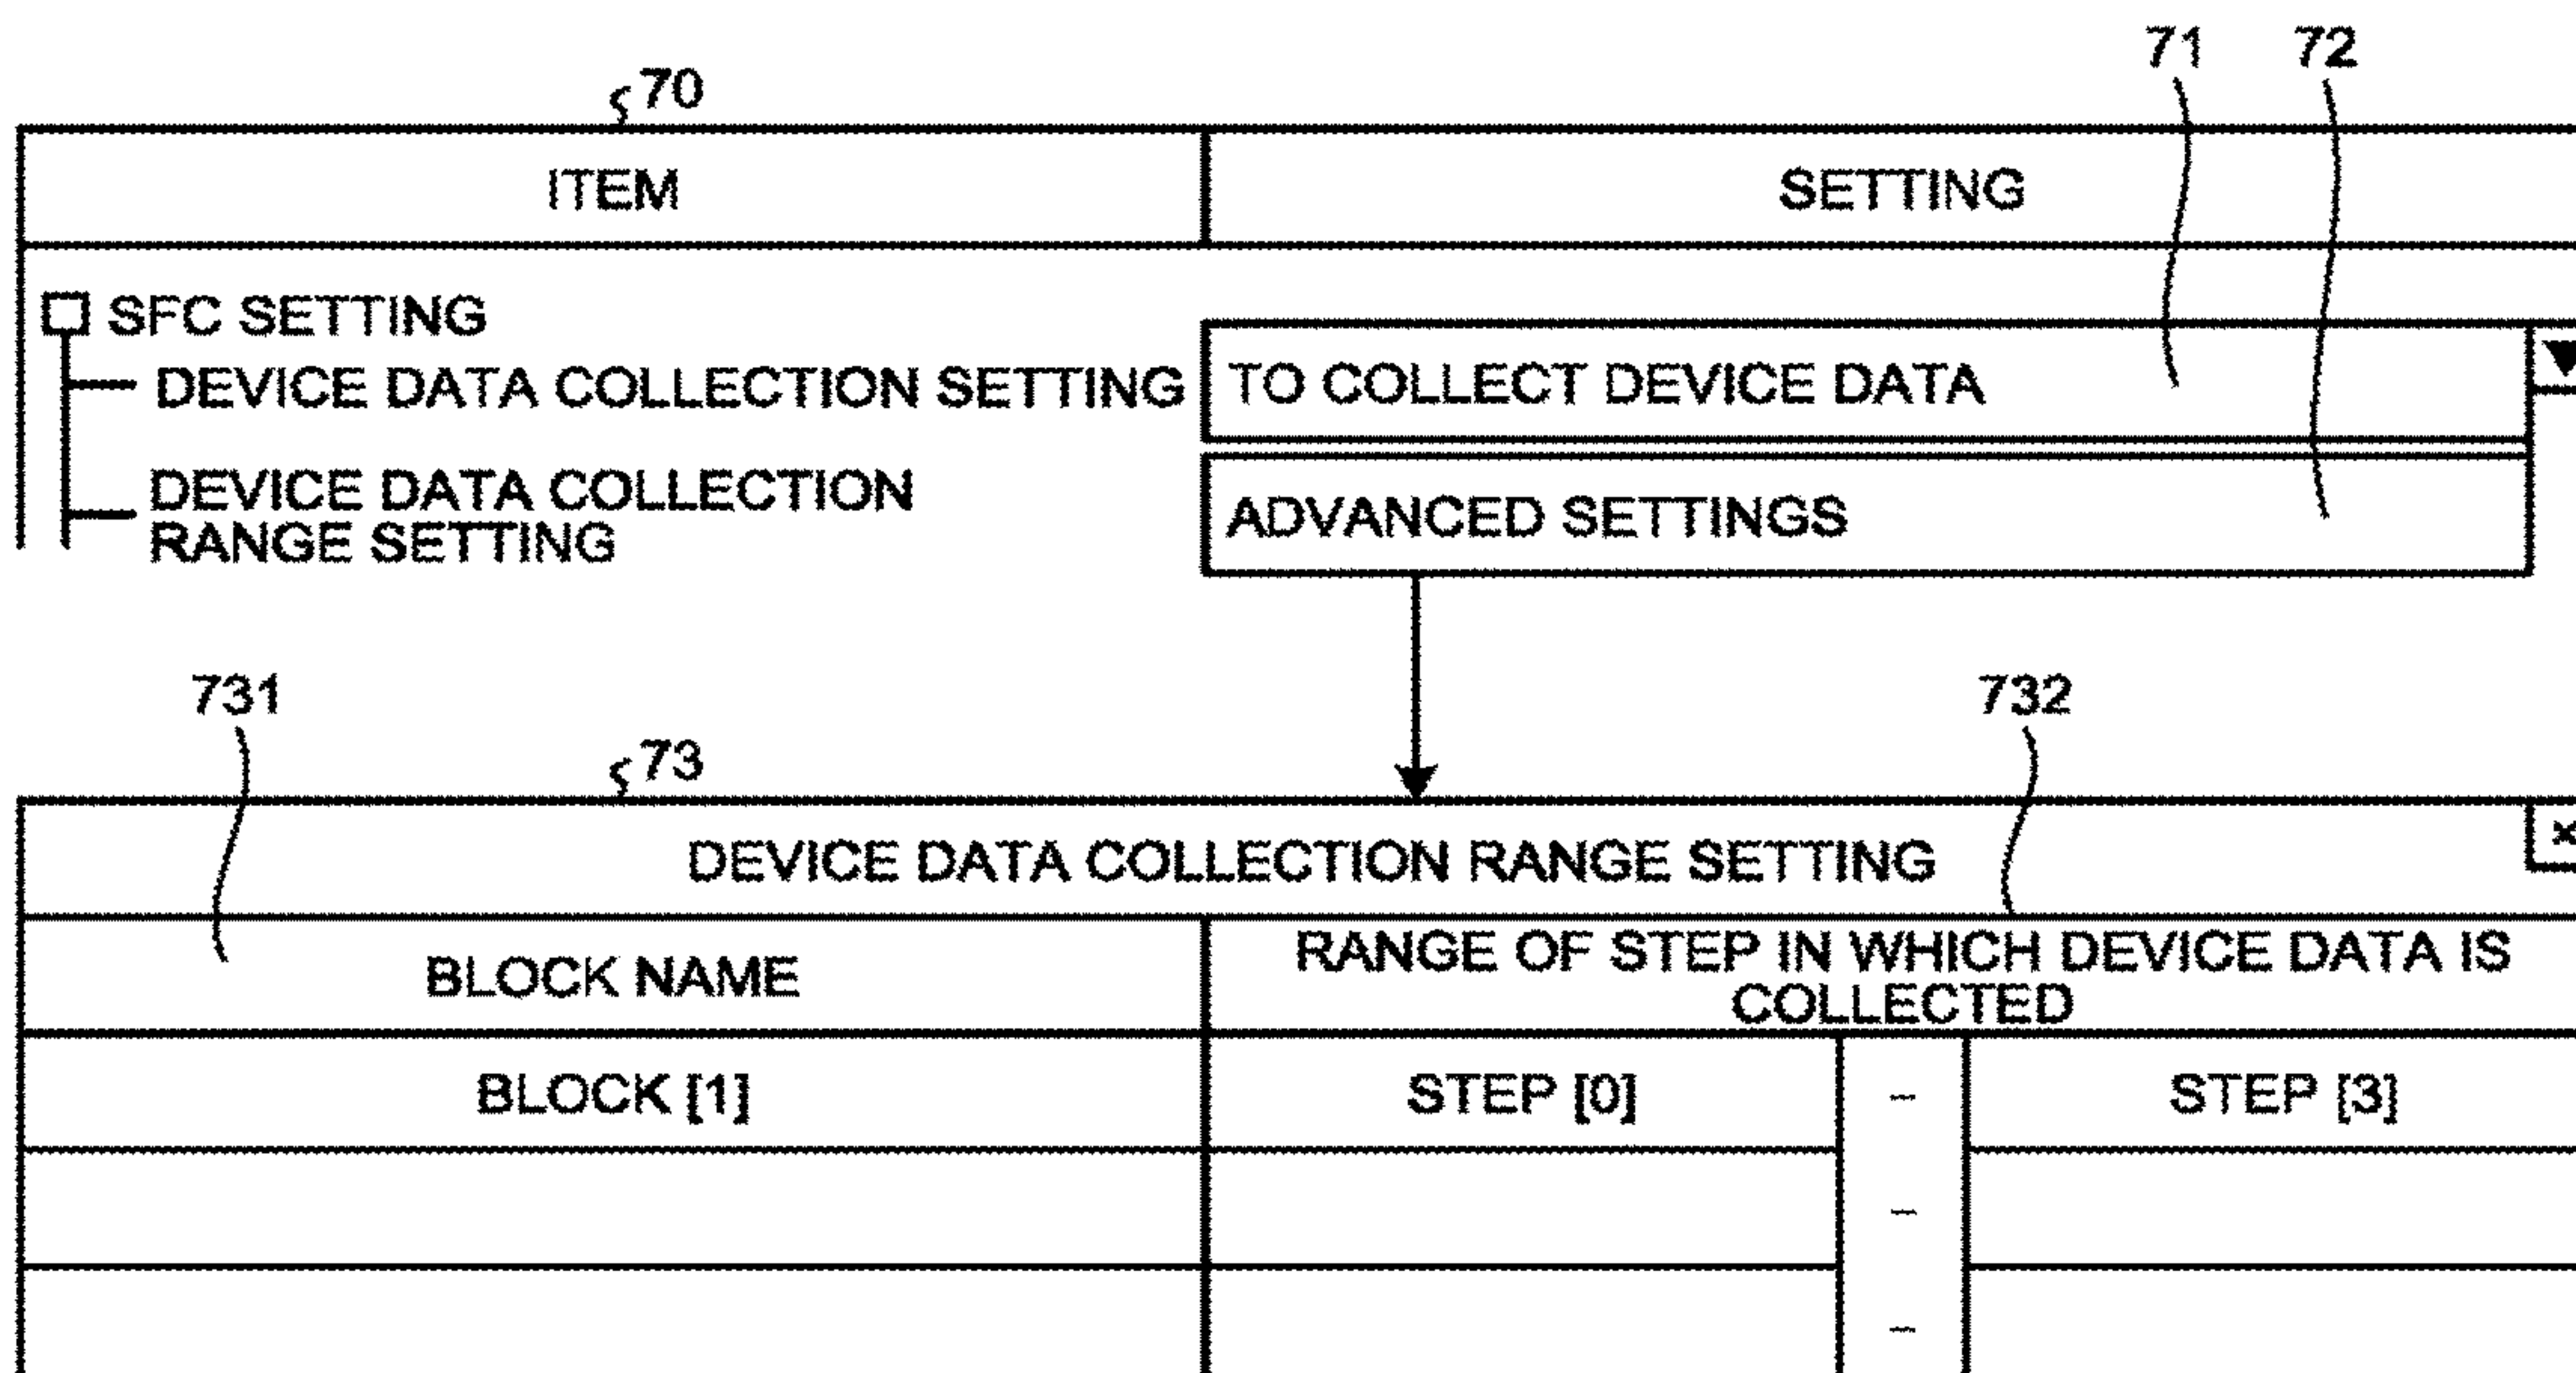 71 72
70
ITEM SETTING
SFC SETTING
DEVICE DATA COLLECTION SETTING TO COLLECT DEVICE DATA ▼
DEVICE DATA COLLECTION
RANGE SETTING
ADVANCED SETTINGS
731 732
73
DEVICE DATA COLLECTION RANGE SETTING ×
BLOCK NAME
RANGE OF STEP IN WHICH DEVICE DATA IS
COLLECTED
BLOCK [1] STEP [0] – STEP [3]
–
–